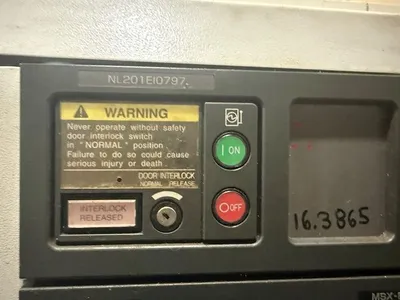 NL201EI0797
WARNING
Never operate without safety
door interlock switch
in "NORMAL" position.
Failure to do so could cause
serious injury or death.
DOOR INTERLOCK
NORMAL RELEASE
INTERLOCK
RELEASED
I ON
O OFF
16.3865